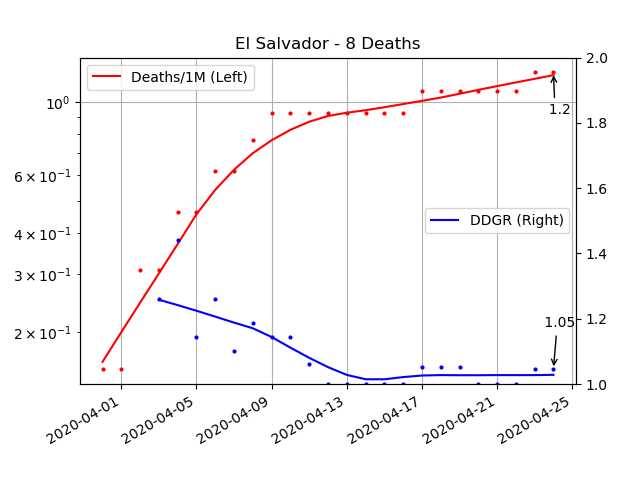 El Salvador - 8 Deaths
Deaths/1M (Left)
DDGR (Right)
10⁰
6 × 10⁻¹
4 × 10⁻¹
3 × 10⁻¹
2 × 10⁻¹
2.0
1.8
1.6
1.4
1.2
1.0
1.2
1.05
2020-04-01
2020-04-05
2020-04-09
2020-04-13
2020-04-17
2020-04-21
2020-04-25